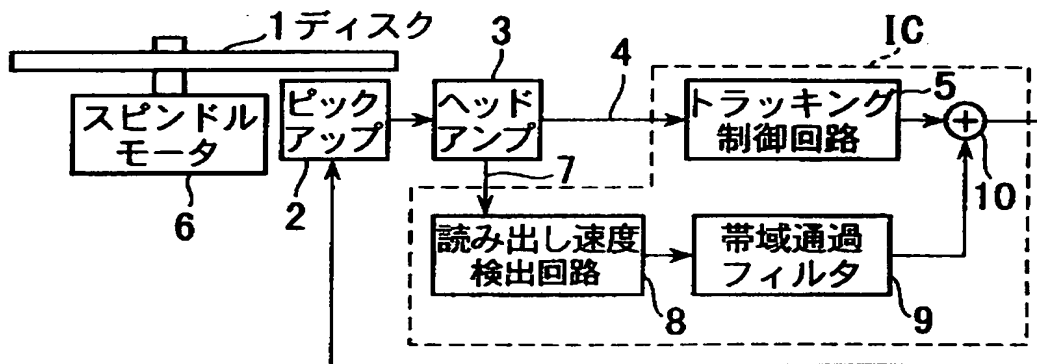 1ディスク
スピンドル
モータ
6
ピック
アップ
2
3
ヘッド
アンプ
4
7
IC
トラッキング
制御回路
5
10
読み出し速度
検出回路
8
帯域通過
フィルタ
9